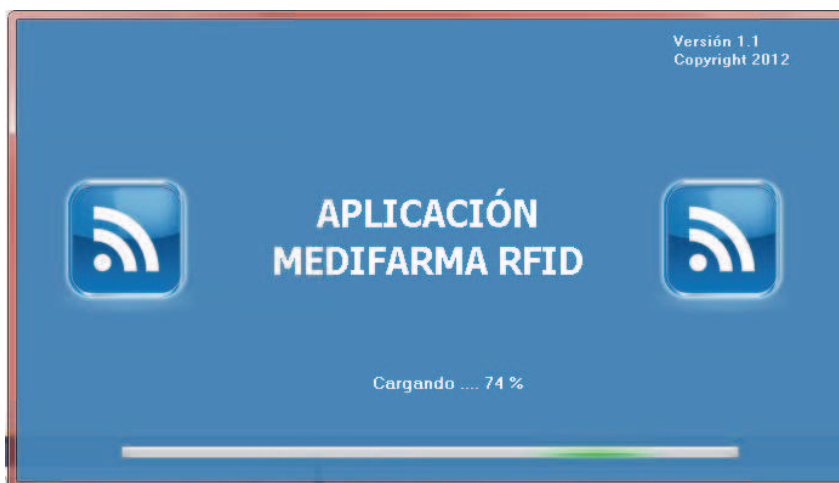 Versión 1.1
Copyright 2012
APLICACIÓN
MEDIFARMA RFID
Cargando .... 74 %